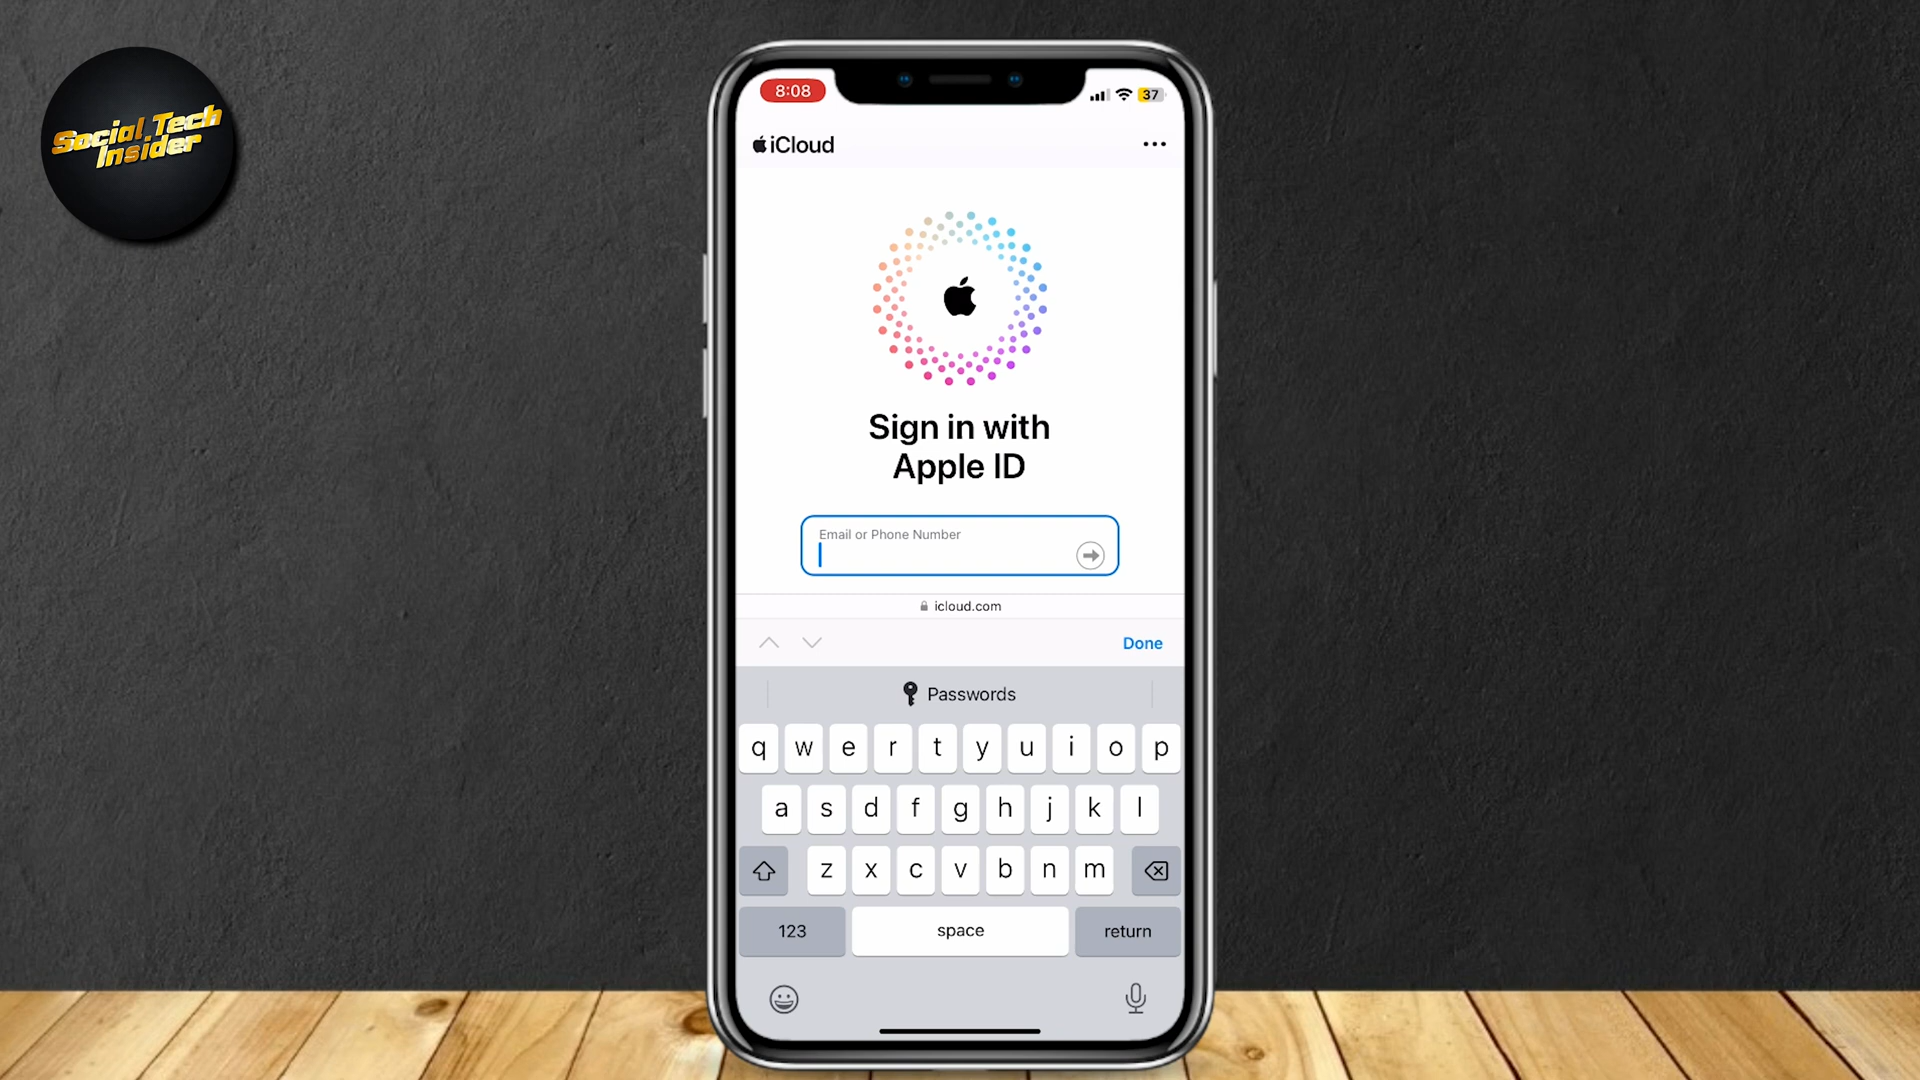 Social Tech
Insider
8:08
37
iCloud
Sign in with
Apple ID
Email or Phone Number
icloud.com
Done
Passwords
q w e r t y u i o p
a s d f g h j k l
z x c v b n m
123 space return